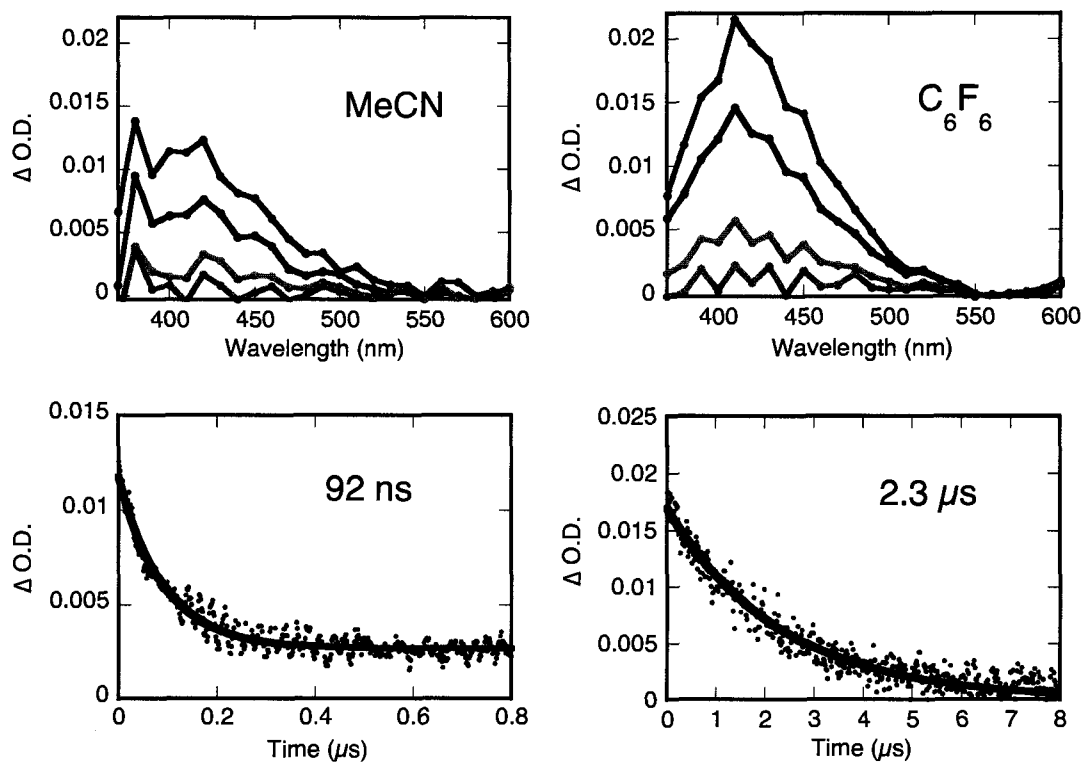 MeCN
Δ O.D.
0.02
0.015
0.01
0.005
0
400 450 500 550 600
Wavelength (nm)
C6F6
Δ O.D.
0.02
0.015
0.01
0.005
0
400 450 500 550 600
Wavelength (nm)
92 ns
Δ O.D.
0.015
0.01
0.005
0
0 0.2 0.4 0.6 0.8
Time (μs)
2.3 μs
Δ O.D.
0.025
0.02
0.015
0.01
0.005
0
0 1 2 3 4 5 6 7 8
Time (μs)